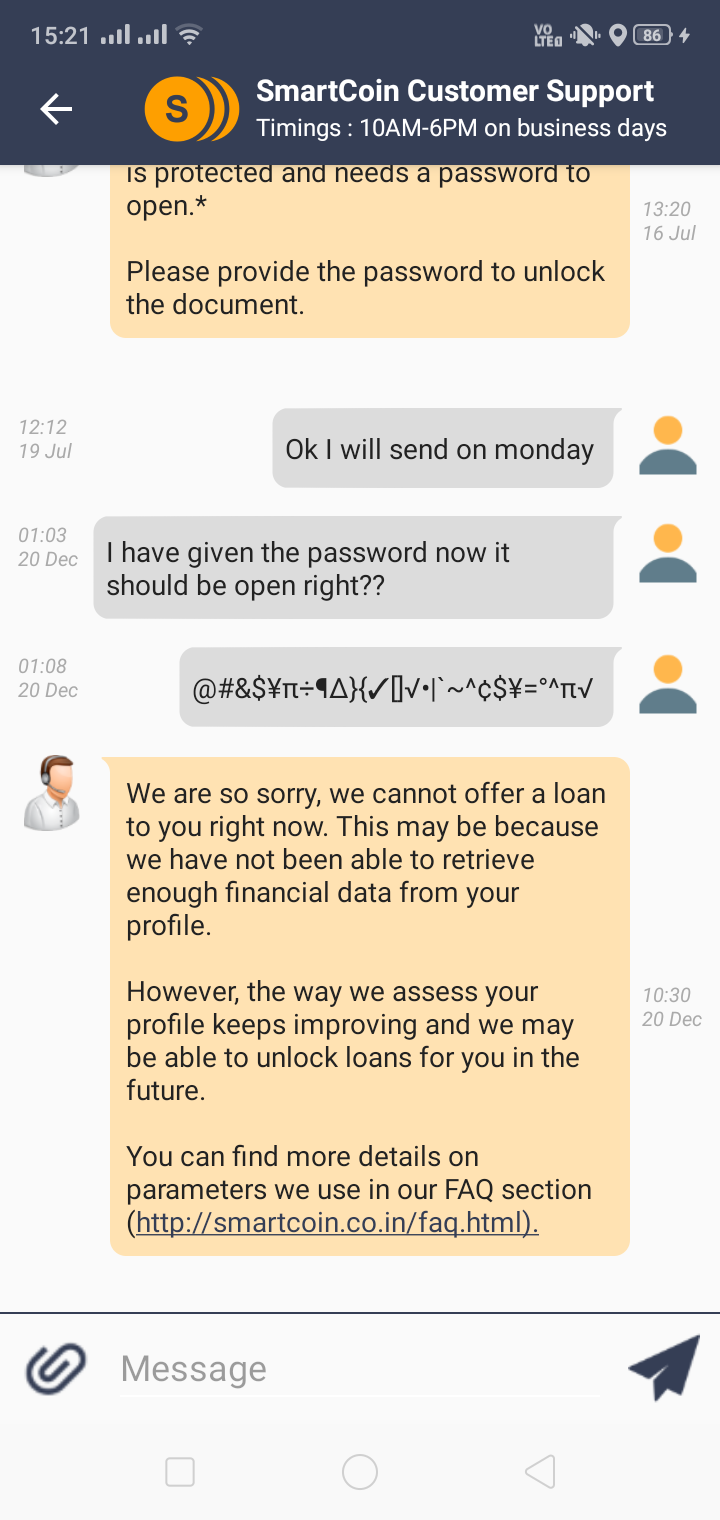 15:21
VO LTE 86
S
SmartCoin Customer Support
Timings : 10AM-6PM on business days
is protected and needs a password to
open.*
13:20
16 Jul
Please provide the password to unlock
the document.
12:12
19 Jul
Ok I will send on monday
01:03
20 Dec
I have given the password now it
should be open right??
01:08
20 Dec
@#&$¥π÷¶∆}{✓[]√•|`~^¢$¥=°^π√
We are so sorry, we cannot offer a loan
to you right now. This may be because
we have not been able to retrieve
enough financial data from your
profile.
However, the way we assess your
profile keeps improving and we may
be able to unlock loans for you in the
future.
10:30
20 Dec
You can find more details on
parameters we use in our FAQ section
(http://smartcoin.co.in/faq.html).
Message